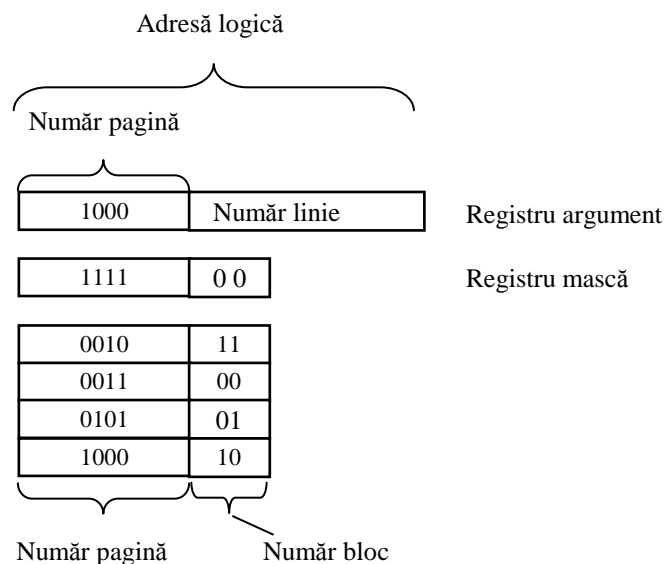 Adresă logică
Număr pagină
1000 Număr linie Registru argument
1111 0 0 Registru mască
0010 11
0011 00
0101 01
1000 10
Număr pagină Număr bloc